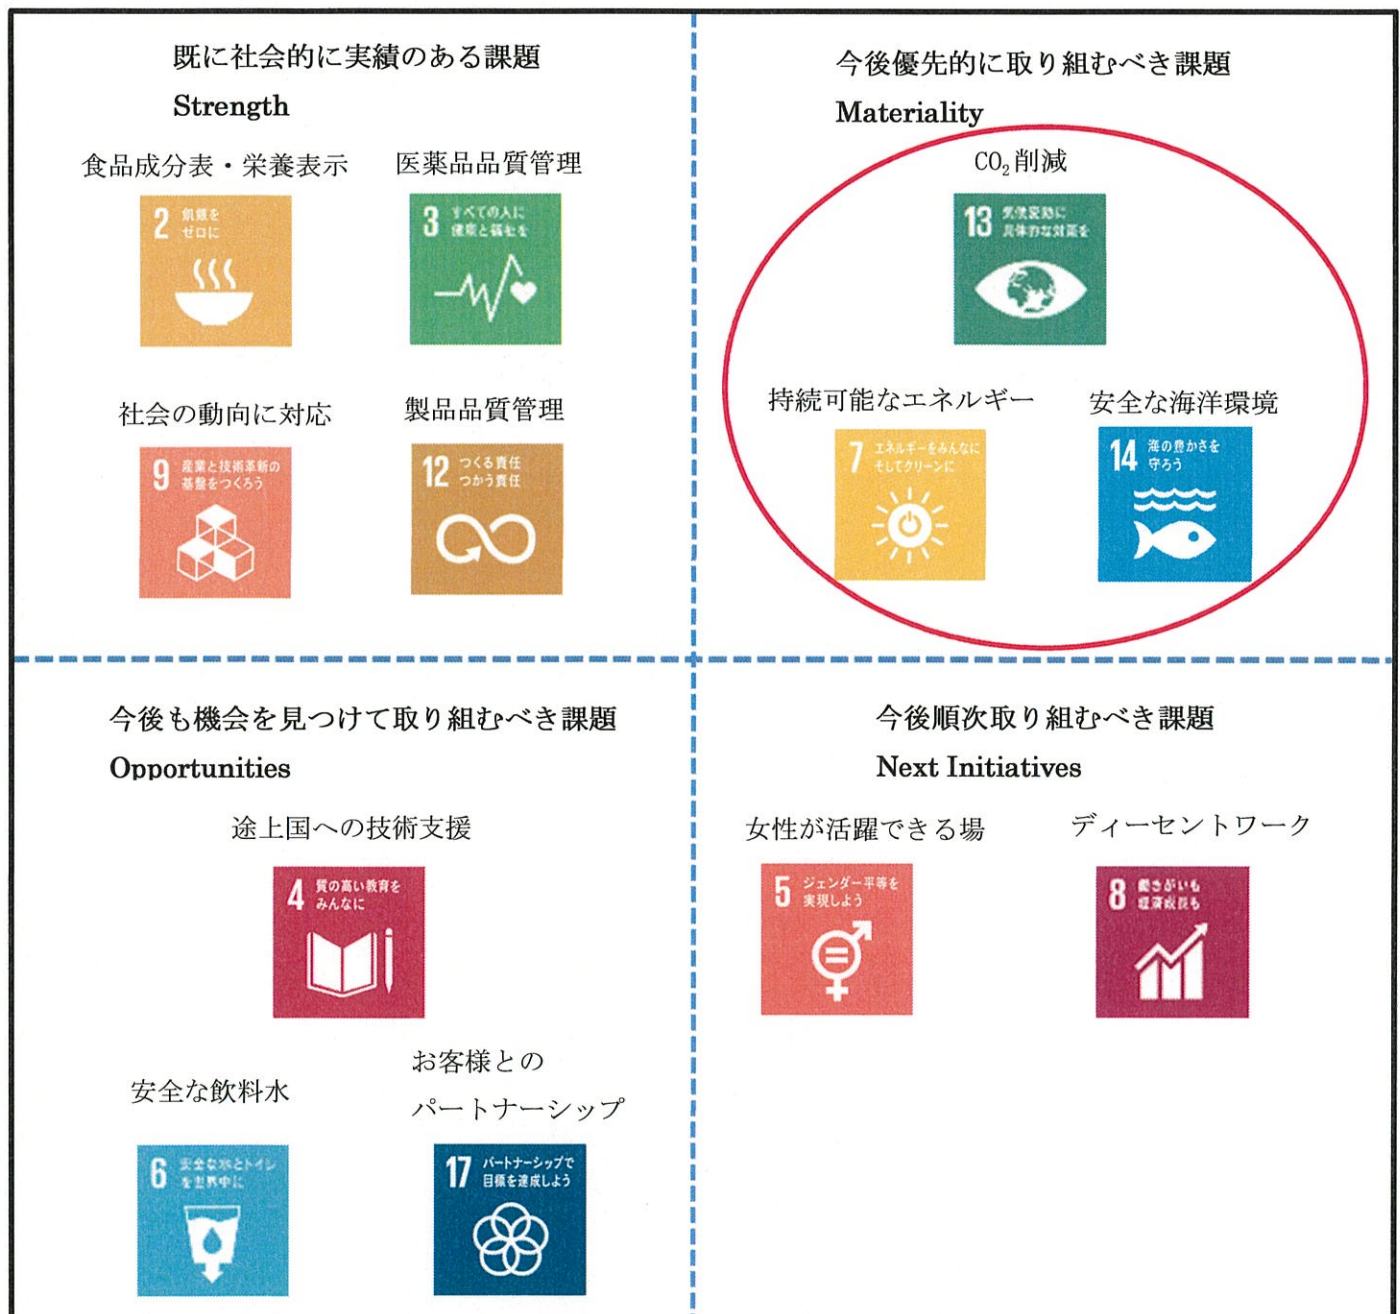 既に社会的に実績のある課題
Strength
食品成分表・栄養表示
医薬品品質管理
2 飢餓を
ゼロに
3 すべての人に
健康と福祉を
社会の動向に対応
製品品質管理
9 産業と技術革新の
基盤をつくろう
12 つくる責任
つかう責任
今後優先的に取り組むべき課題
Materiality
CO₂削減
13 気候変動に
具体的な対策を
持続可能なエネルギー
安全な海洋環境
7 エネルギーをみんなに
そしてクリーンに
14 海の豊かさを
守ろう
今後も機会を見つけて取り組むべき課題
Opportunities
途上国への技術支援
4 質の高い教育を
みんなに
安全な飲料水
お客様との
パートナーシップ
6 安全な水とトイレ
を世界中に
17 パートナーシップで
目標を達成しよう
今後順次取り組むべき課題
Next Initiatives
女性が活躍できる場
ディーセントワーク
5 ジェンダー平等を
実現しよう
8 働きがいも
経済成長も